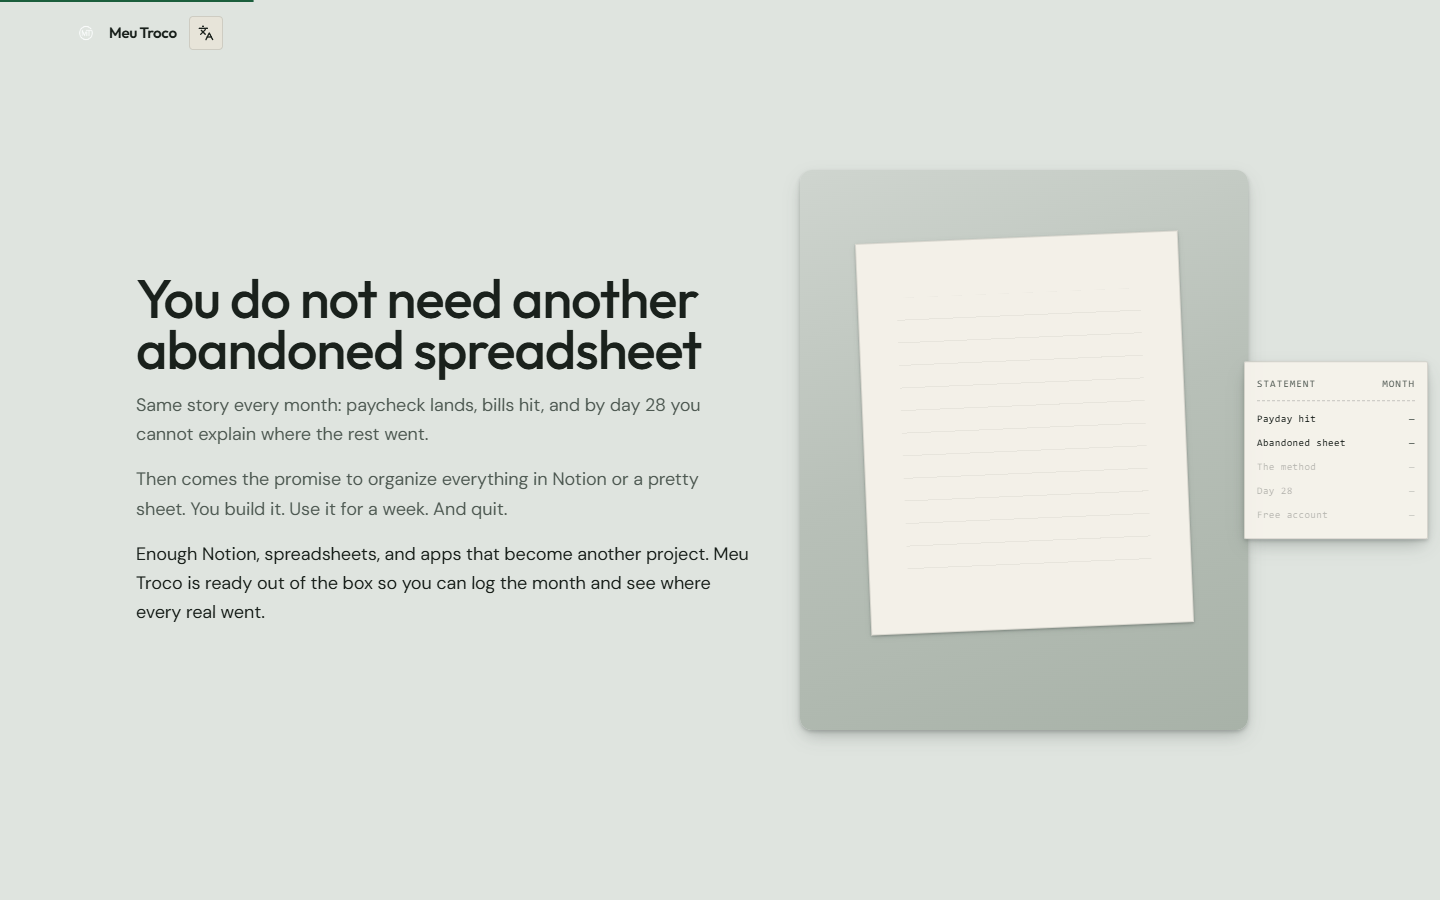 Meu Troco
You do not need another
abandoned spreadsheet
Same story every month: paycheck lands, bills hit, and by day 28 you
cannot explain where the rest went.
Then comes the promise to organize everything in Notion or a pretty
sheet. You build it. Use it for a week. And quit.
Enough Notion, spreadsheets, and apps that become another project. Meu
Troco is ready out of the box so you can log the month and see where
every real went.
STATEMENT MONTH
Payday hit –
Abandoned sheet –
The method –
Day 28 –
Free account –